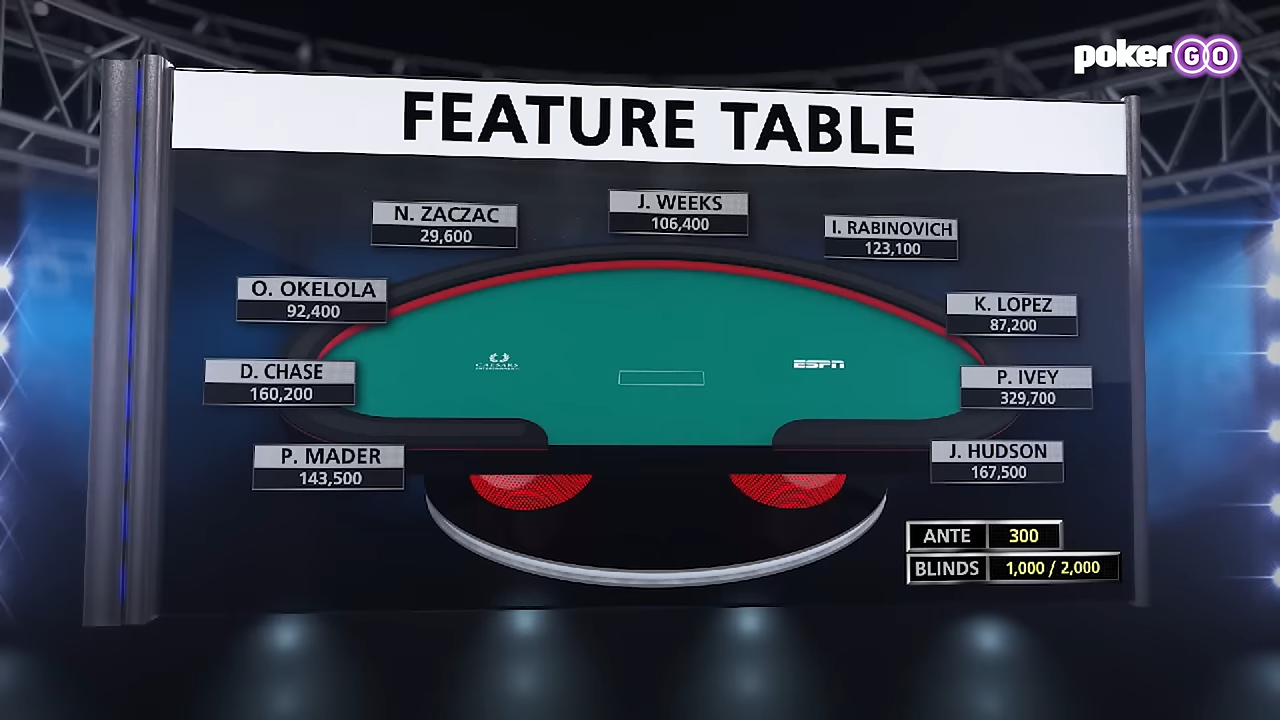 pokerGO
FEATURE TABLE
N. ZACZAC
29,600
J. WEEKS
106,400
I. RABINOVICH
123,100
O. OKELOLA
92,400
K. LOPEZ
87,200
CAESARS
ENTERTAINMENT
ESPN
D. CHASE
160,200
P. IVEY
329,700
P. MADER
143,500
J. HUDSON
167,500
ANTE 300
BLINDS 1,000 / 2,000